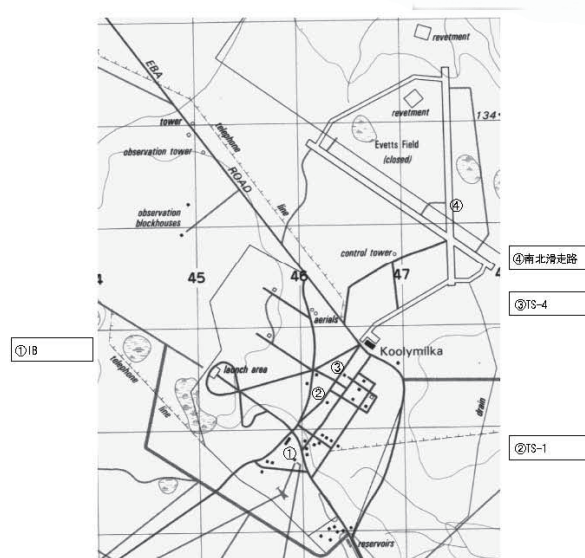 revetment
EBA
ROAD
tower
observation tower
telephone
line
revetment
134
Evetts Field
(closed)
observation
blockhouses
④
control tower
④南北滑走路
4
45
46
47
4
③TS-4
aerials
①IB
Koolymilka
launch area
③
②
telephone
line
drain
②TS-1
①
reservoirs